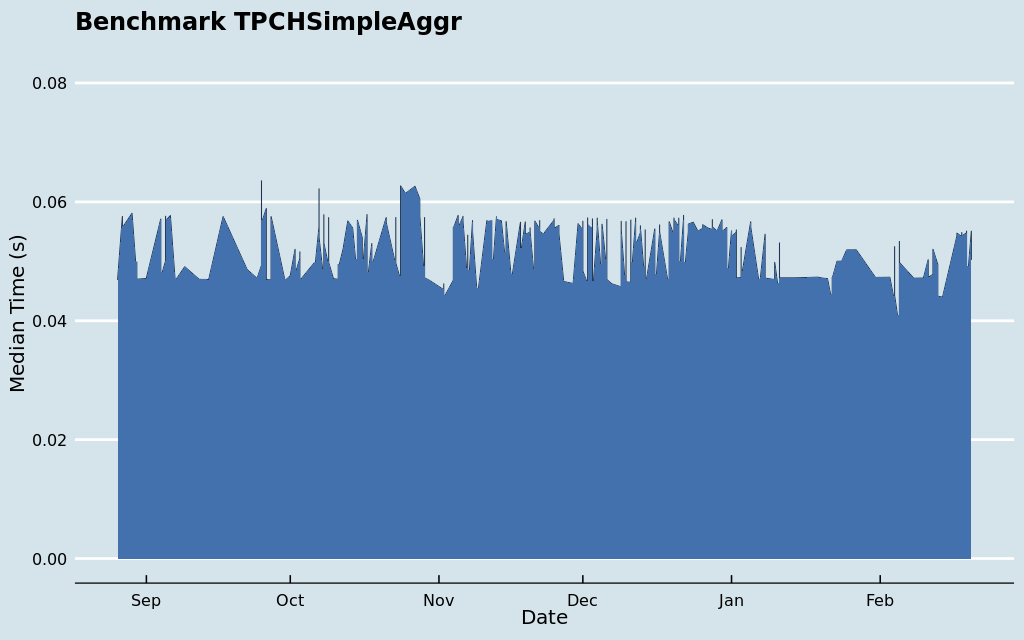 Benchmark TPCHSimpleAggr
Median Time (s)
0.08
0.06
0.04
0.02
0.00
Sep Oct Nov Dec Jan Feb
Date